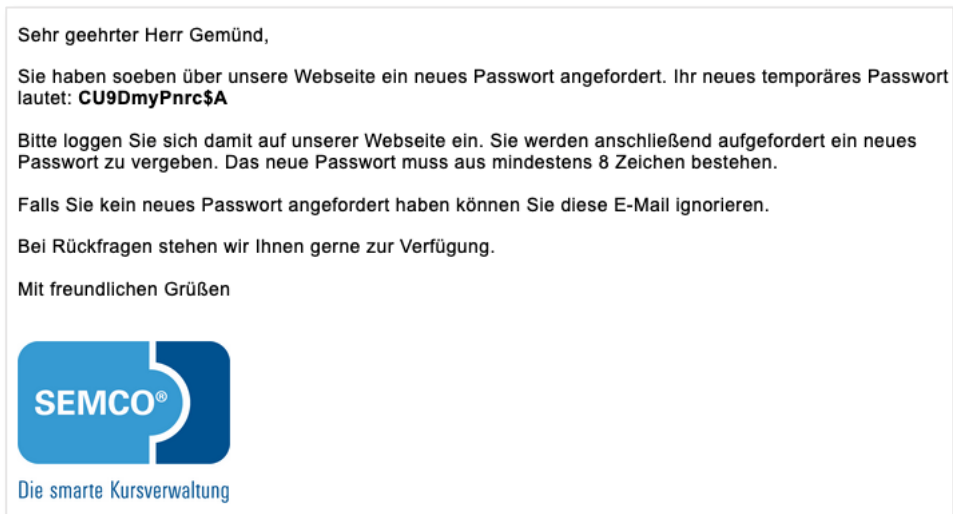 Sehr geehrter Herr Gemünd,
Sie haben soeben über unsere Webseite ein neues Passwort angefordert. Ihr neues temporäres Passwort
lautet: CU9DmyPnrc$A
Bitte loggen Sie sich damit auf unserer Webseite ein. Sie werden anschließend aufgefordert ein neues
Passwort zu vergeben. Das neue Passwort muss aus mindestens 8 Zeichen bestehen.
Falls Sie kein neues Passwort angefordert haben können Sie diese E-Mail ignorieren.
Bei Rückfragen stehen wir Ihnen gerne zur Verfügung.
Mit freundlichen Grüßen
SEMCO®
Die smarte Kursverwaltung